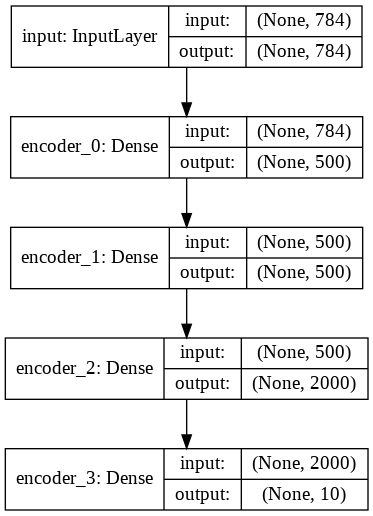 input: InputLayer
input: (None, 784)
output: (None, 784)
encoder_0: Dense
input: (None, 784)
output: (None, 500)
encoder_1: Dense
input: (None, 500)
output: (None, 500)
encoder_2: Dense
input: (None, 500)
output: (None, 2000)
encoder_3: Dense
input: (None, 2000)
output: (None, 10)